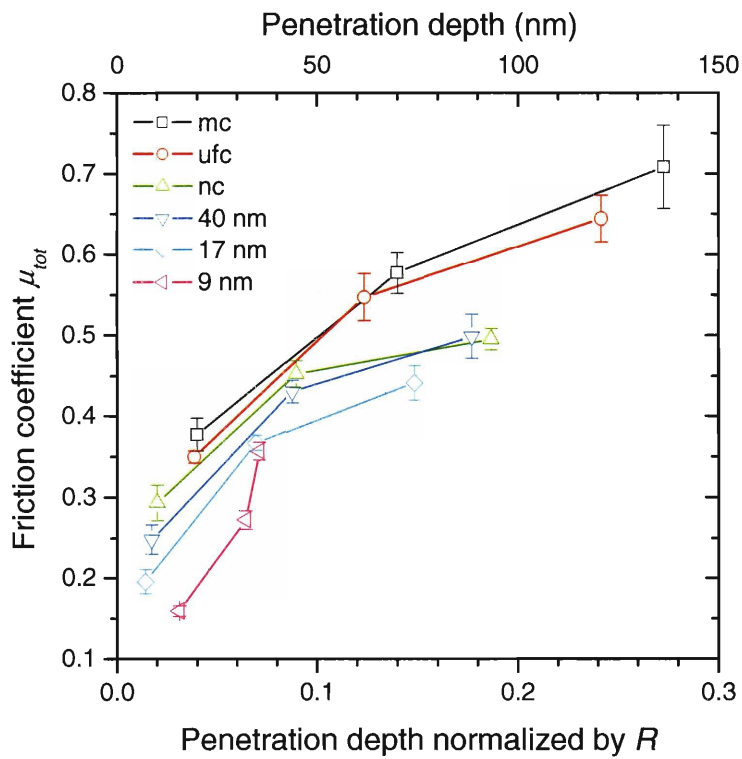 Penetration depth (nm)
0 50 100 150
0.8
0.7
0.6
0.5
0.4
0.3
0.2
0.1
Friction coefficient μtot
mc
ufc
nc
40 nm
17 nm
9 nm
0.0 0.1 0.2 0.3
Penetration depth normalized by R